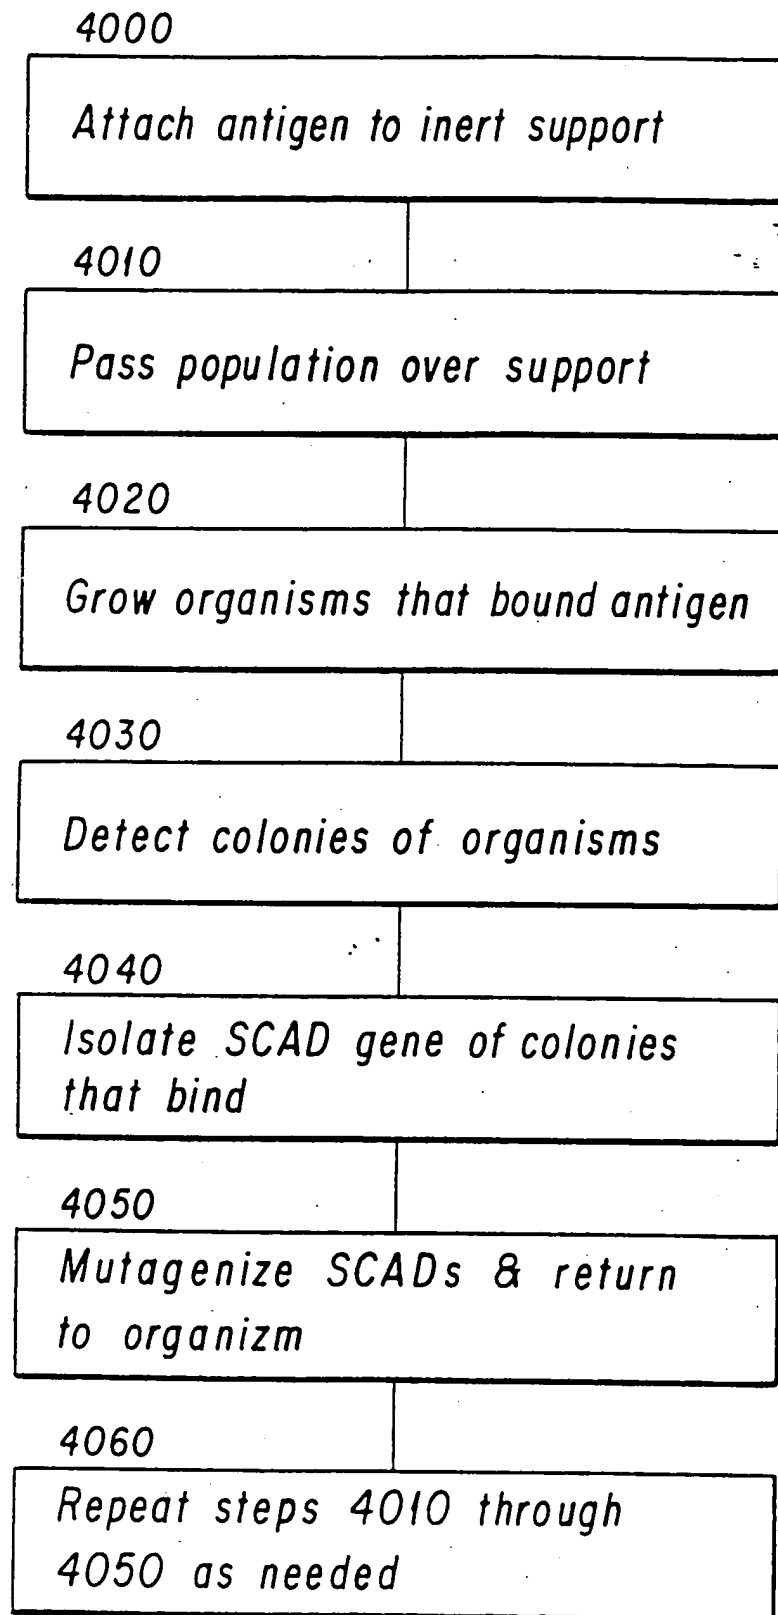 4000
Attach antigen to inert support
4010
Pass population over support
4020
Grow organisms that bound antigen
4030
Detect colonies of organisms
4040
Isolate SCAD gene of colonies
that bind
4050
Mutagenize SCADs & return
to organizm
4060
Repeat steps 4010 through
4050 as needed